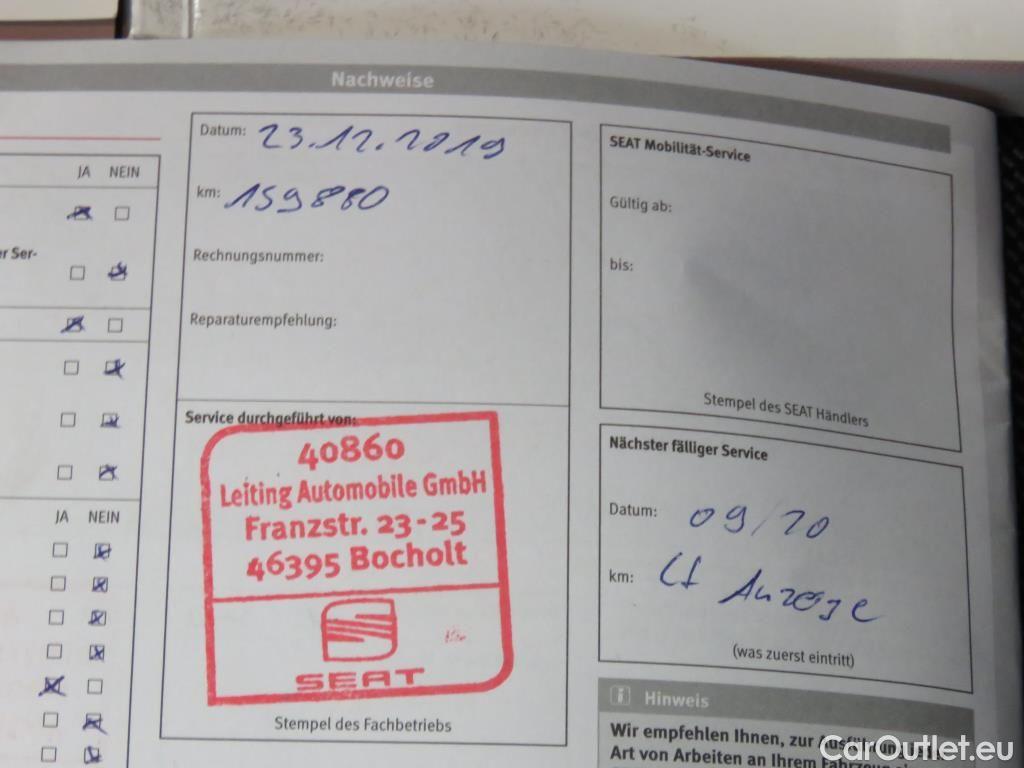 Nachweise
JA NEIN
Datum: 23.12.2019
km: 159880
Rechnungsnummer:
Reparaturempfehlung:
Service durchgeführt von:
40860
Leiting Automobile GmbH
Franzstr. 23-25
46395 Bocholt
SEAT
Stempel des Fachbetriebs
er Ser-
JA NEIN
SEAT Mobilität-Service
Gültig ab:
bis:
Stempel des SEAT Händlers
Nächster fälliger Service
Datum: 09/20
km: Anzeige
(was zuerst eintritt)
i Hinweis
Wir empfehlen Ihnen, zur Ausführung
Art von Arbeiten an Ihrem Fahrzeug
CarOutlet.eu